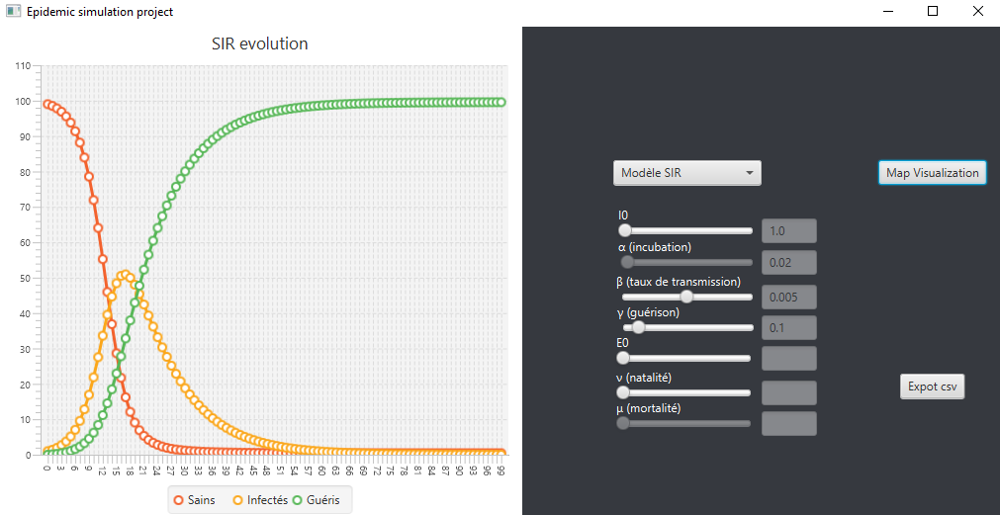 Epidemic simulation project
SIR evolution
110
100
90
80
70
60
50
40
30
20
10
0
0 3 6 9 12 15 18 21 24 27 30 33 36 39 42 45 48 51 54 57 60 63 66 69 72 75 78 81 84 87 90 93 96 99
Sains Infectés Guéris
Modèle SIR
Map Visualization
I0
1.0
α (incubation)
0.02
β (taux de transmission)
0.005
γ (guérison)
0.1
E0
ν (natalité)
Expot csv
μ (mortalité)